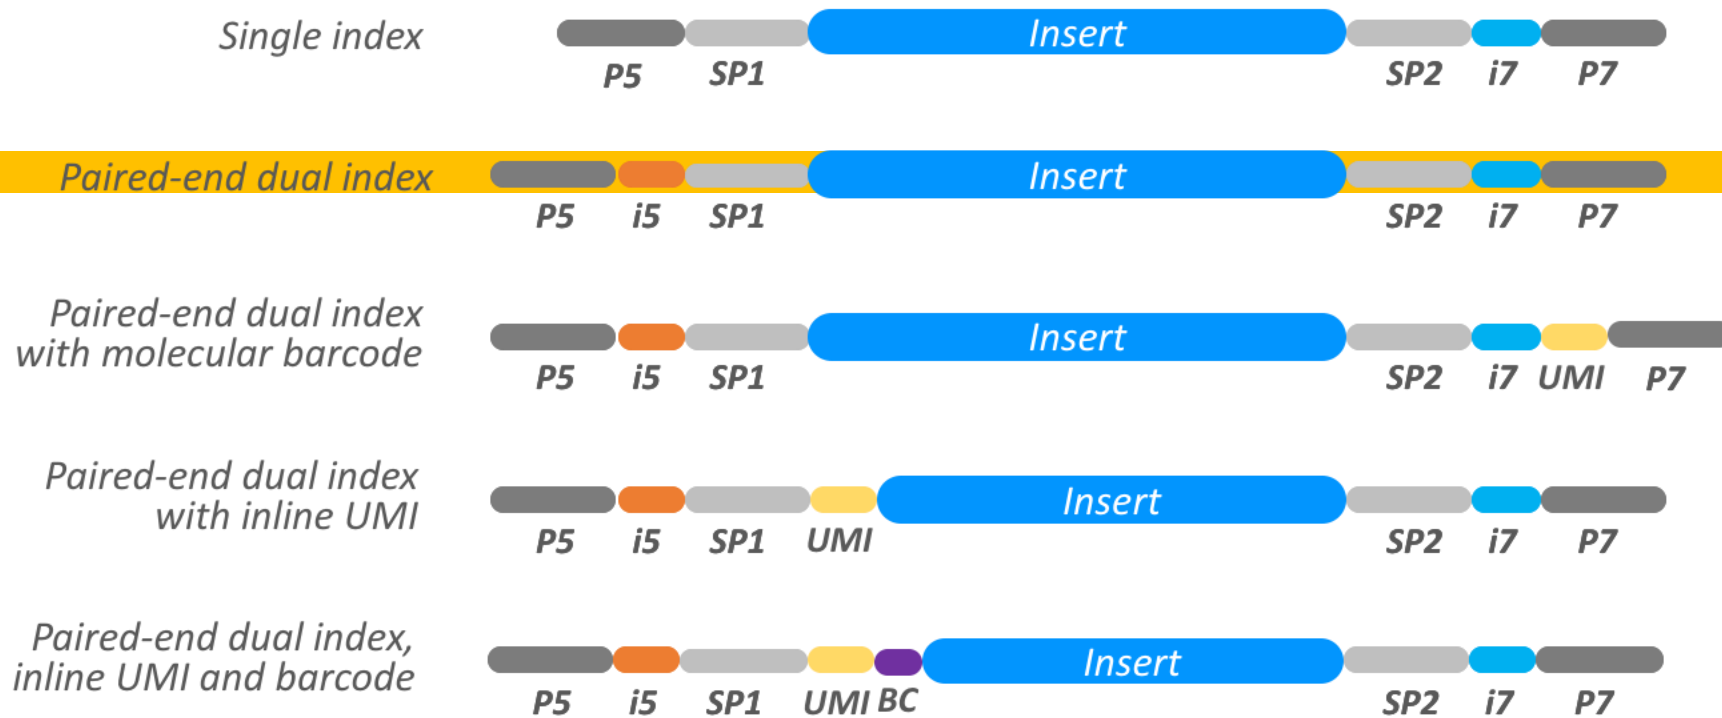 Single index
Insert
P5 SP1 SP2 i7 P7
Paired-end dual index
Insert
P5 i5 SP1 SP2 i7 P7
Paired-end dual index
with molecular barcode
Insert
P5 i5 SP1 SP2 i7 UMI P7
Paired-end dual index
with inline UMI
Insert
P5 i5 SP1 UMI SP2 i7 P7
Paired-end dual index,
inline UMI and barcode
Insert
P5 i5 SP1 UMI BC SP2 i7 P7